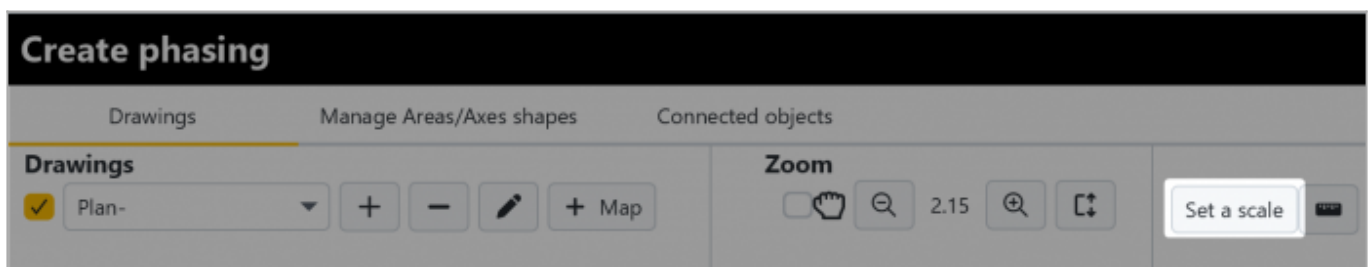 Create phasing
Drawings Manage Areas/Axes shapes Connected objects
Drawings Zoom
Plan- + Map 2.15 Set a scale